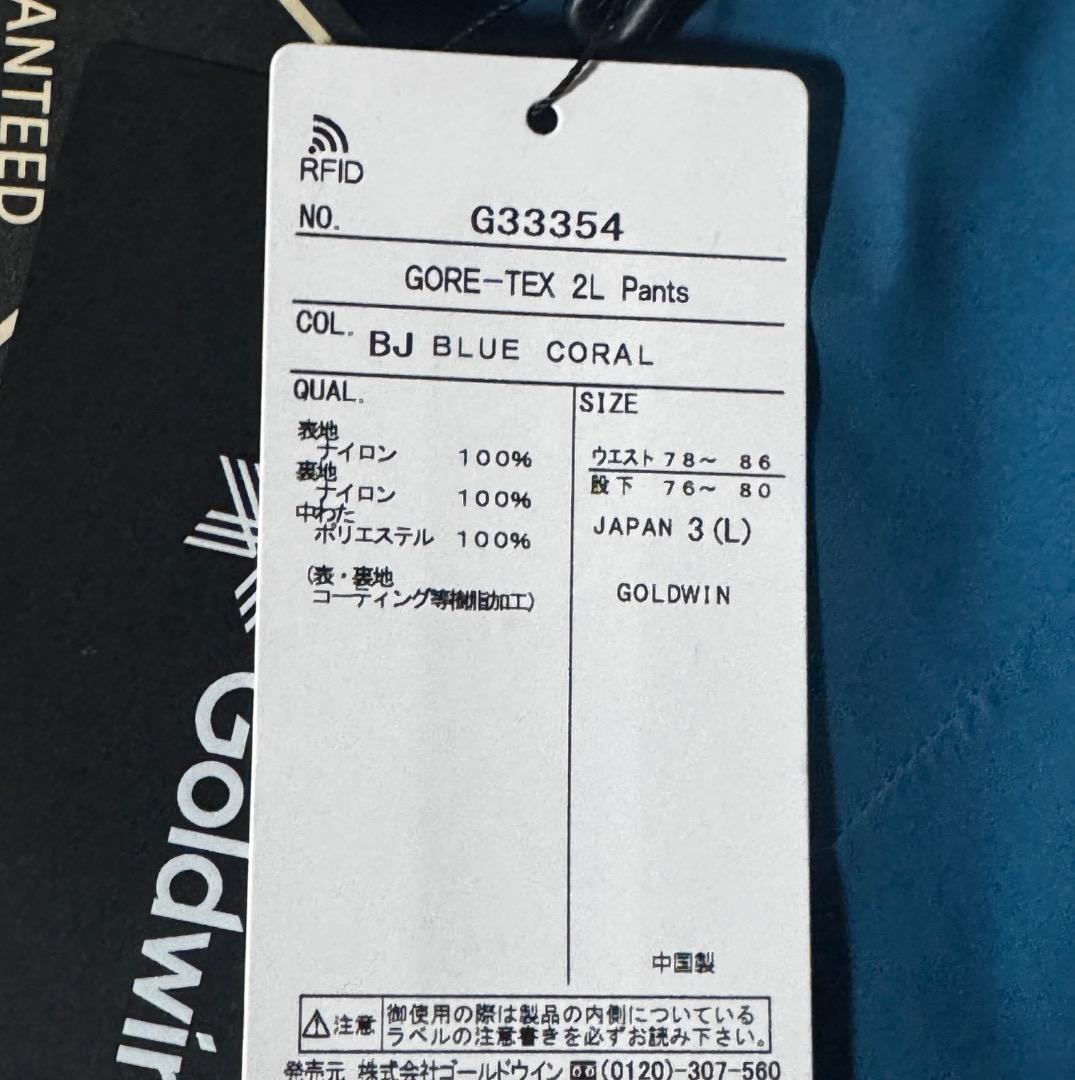 ANTEED
Goldwin
RFID
NO. G33354
GORE-TEX 2L Pants
COL. BJ BLUE CORAL
QUAL.
表地
ナイロン 100%
裏地
ナイロン 100%
中わた
ポリエステル 100%
(表・裏地
コーティング等樹脂加工)
SIZE
ウエスト 78~ 86
股下 76~ 80
JAPAN 3 (L)
GOLDWIN
中国製
注意 御使用の際は製品の内側についている
ラベルの注意書きを必ずお読み下さい。
発売元 株式会社ゴールドウイン (0120)-307-560